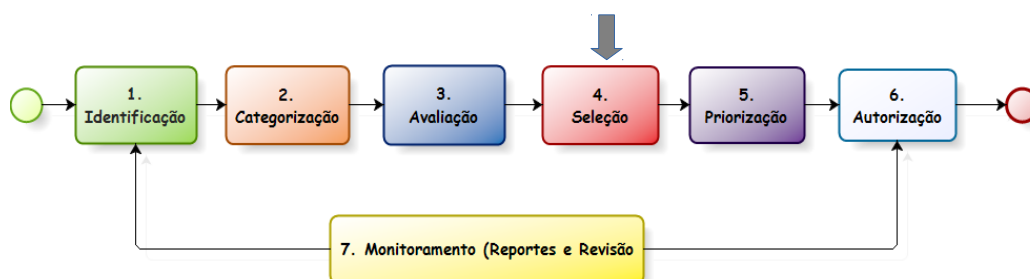 1.
Identificação
2.
Categorização
3.
Avaliação
4.
Seleção
5.
Priorização
6.
Autorização
7. Monitoramento (Reportes e Revisão